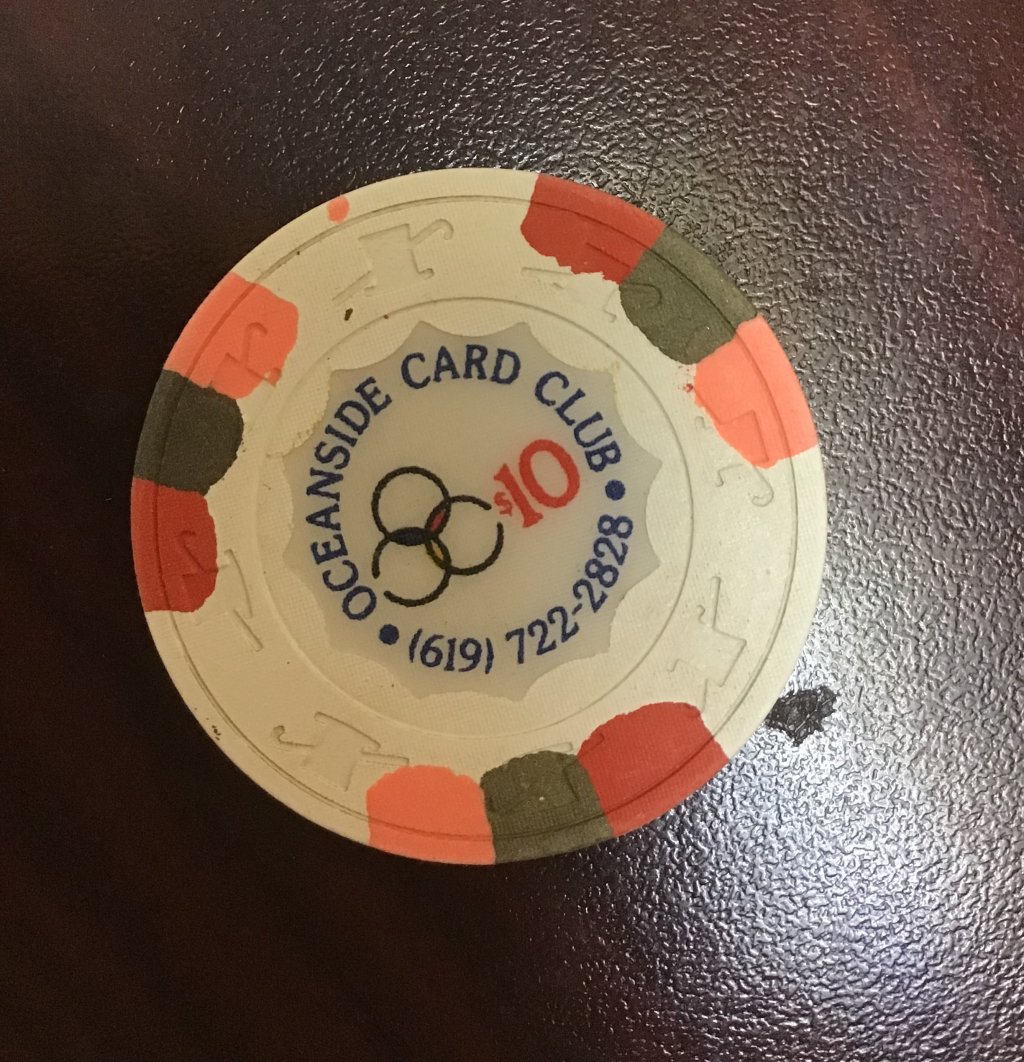 OCEANSIDE CARD CLUB
$10
(619) 722-2828